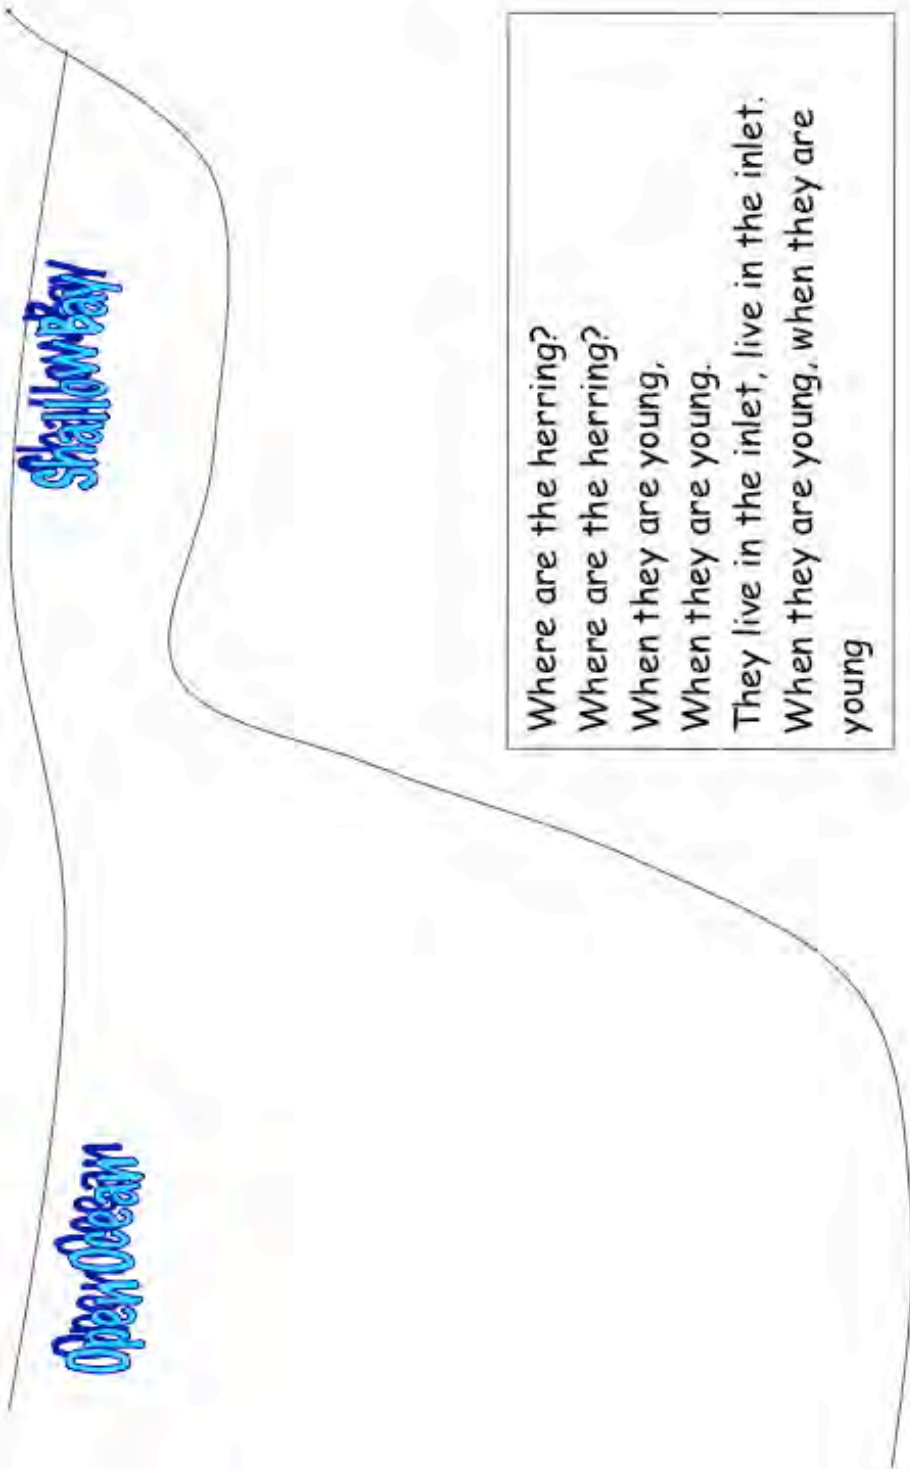 Open Ocean
Shallow Bay
Where are the herring?
Where are the herring?
When they are young,
When they are young.
They live in the inlet, live in the inlet.
When they are young, when they are
young